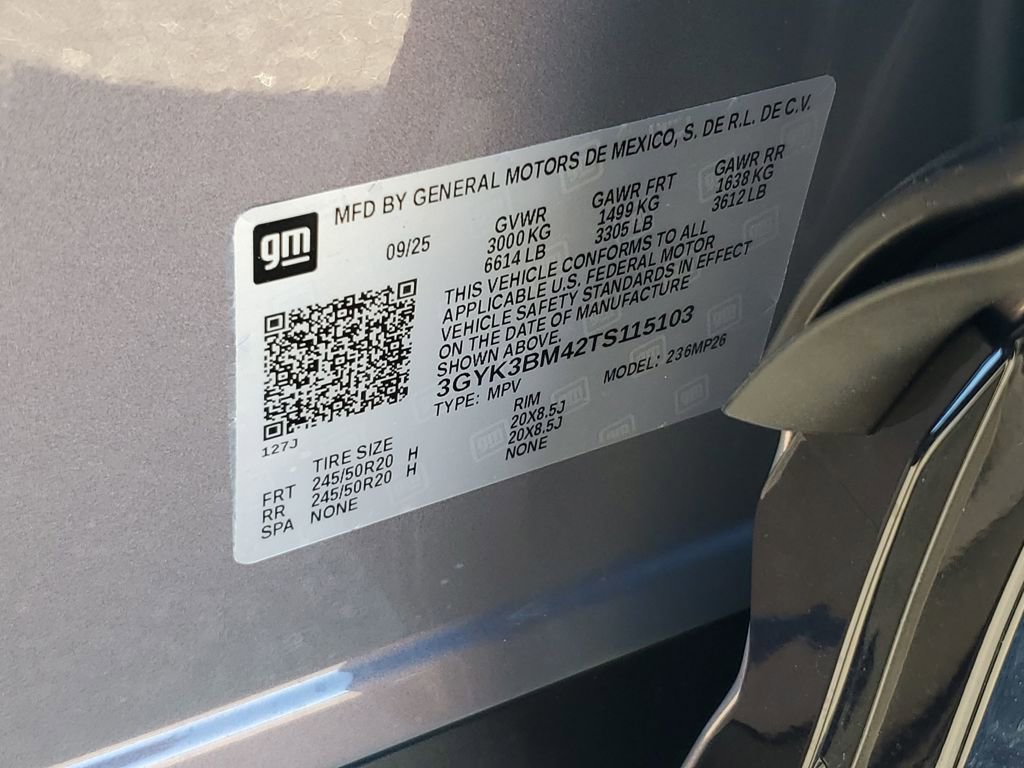 gm
MFD BY GENERAL MOTORS DE MEXICO, S. DE R.L. DE C.V.
09/25
GVWR
3000 KG
6614 LB
GAWR FRT
1499 KG
3305 LB
GAWR RR
1638 KG
3612 LB
THIS VEHICLE CONFORMS TO ALL
APPLICABLE U.S. FEDERAL MOTOR
VEHICLE SAFETY STANDARDS IN EFFECT
ON THE DATE OF MANUFACTURE
SHOWN ABOVE.
3GYK3BM42TS115103
TYPE: MPV
MODEL: 236MP26
127J
TIRE SIZE RIM
FRT 245/50R20 H 20X8.5J
RR 245/50R20 H 20X8.5J
SPA NONE NONE